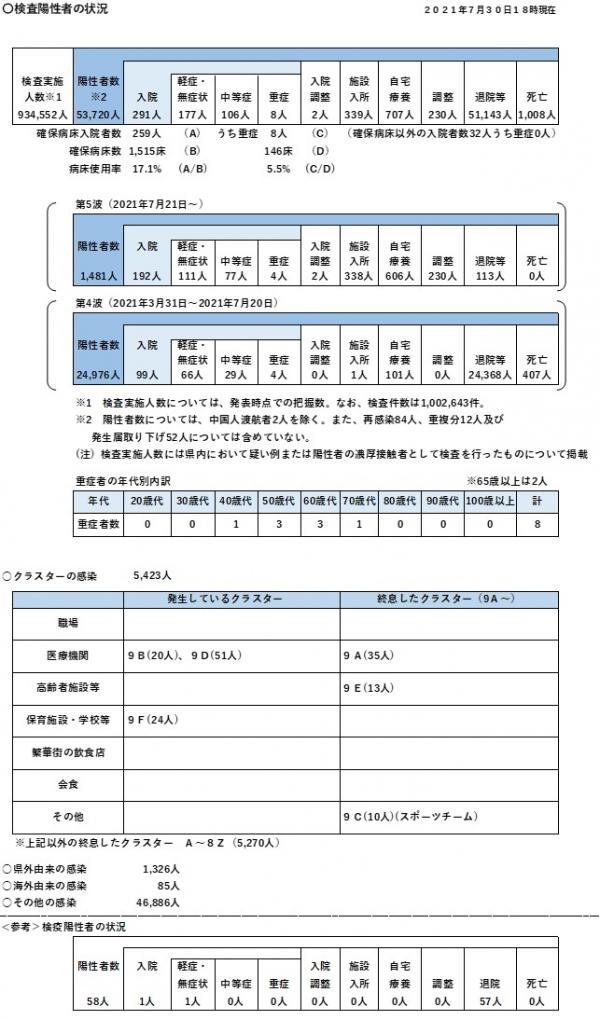 〇検査陽性者の状況 2021年7月30日18時現在
検査実施人数※1 陽性者数※2 入院 軽症・無症状 中等症 重症 入院調整 施設入所 自宅療養 調整 退院等 死亡
934,552人 53,720人 291人 177人 106人 8人 2人 339人 707人 230人 51,143人 1,008人
確保病床入院者数 259人 (A) うち重症 8人 (C) (確保病床以外の入院者数32人うち重症0人)
確保病床数 1,515床 (B) 146床 (D)
病床使用率 17.1% (A/B) 5.5% (C/D)
第5波(2021年7月21日~)
陽性者数 入院 軽症・無症状 中等症 重症 入院調整 施設入所 自宅療養 調整 退院等 死亡
1,481人 192人 111人 77人 4人 2人 338人 606人 230人 113人 0人
第4波(2021年3月31日~2021年7月20日)
陽性者数 入院 軽症・無症状 中等症 重症 入院調整 施設入所 自宅療養 調整 退院等 死亡
24,976人 99人 66人 29人 4人 0人 1人 101人 0人 24,368人 407人
※1 検査実施人数については、発表時点での把握数。なお、検査件数は1,002,643件。
※2 陽性者数については、中国人渡航者2人を除く。また、再感染84人、重複分12人及び
発生届取り下げ52人については含めていない。
(注)検査実施人数には県内において疑い例または陽性者の濃厚接触者として検査を行ったものについて掲載
重症者の年代別内訳 ※65歳以上は2人
年代 20歳代 30歳代 40歳代 50歳代 60歳代 70歳代 80歳代 90歳代 100歳以上 計
重症者数 0 0 1 3 3 1 0 0 0 8
〇クラスターの感染 5,423人
発生しているクラスター 終息したクラスター(9A~)
職場
医療機関 9B(20人)、9D(51人) 9A(35人)
高齢者施設等 9E(13人)
保育施設・学校等 9F(24人)
繁華街の飲食店
会食
その他 9C(10人)(スポーツチーム)
※上記以外の終息したクラスター A~8Z(5,270人)
〇県外由来の感染 1,326人
〇海外由来の感染 85人
〇その他の感染 46,886人
<参考>検疫陽性者の状況
陽性者数 入院 軽症・無症状 中等症 重症 入院調整 施設入所 自宅療養 調整 退院 死亡
58人 1人 1人 0人 0人 0人 0人 0人 0人 57人 0人